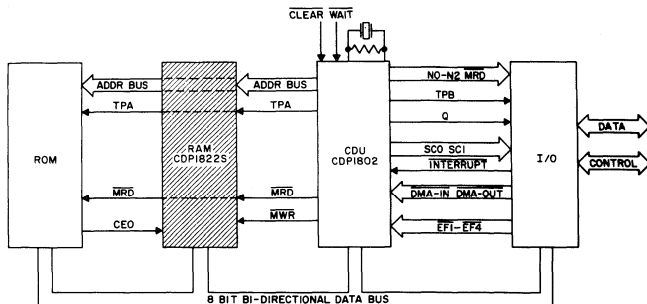 CLEAR WAIT
ADDR BUS
ADDR BUS
NO-N2 MRD
TPA
TPA
TPB
Q
DATA
ROM
RAM
CDP1822S
CDU
CDP1802
SCO SCI
I/O
INTERRUPT
CONTROL
MRD
MRD
DMA-IN DMA-OUT
MWR
CEO
EF1-EF4
8 BIT BI-DIRECTIONAL DATA BUS